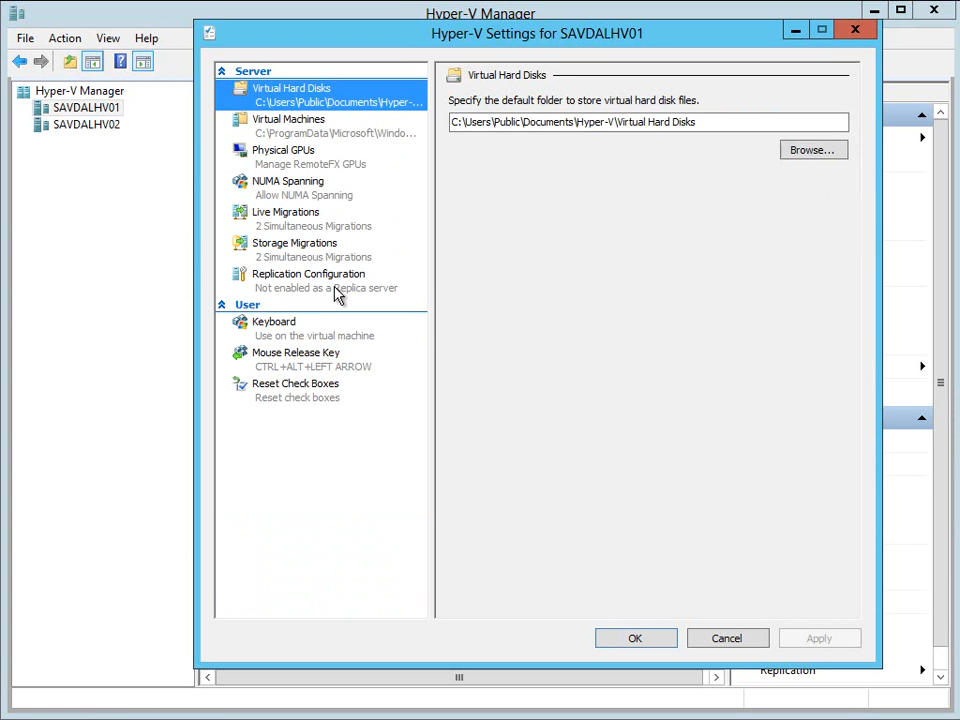 Hyper-V Manager
Hyper-V Settings for SAVDALHV01
File Action View Help
Hyper-V Manager
SAVDALHV01
SAVDALHV02
Server
Virtual Hard Disks
C:\Users\Public\Documents\Hyper-...
Virtual Machines
C:\ProgramData\Microsoft\Windo...
Physical GPUs
Manage RemoteFX GPUs
NUMA Spanning
Allow NUMA Spanning
Live Migrations
2 Simultaneous Migrations
Storage Migrations
2 Simultaneous Migrations
Replication Configuration
Not enabled as a Replica server
User
Keyboard
Use on the virtual machine
Mouse Release Key
CTRL+ALT+LEFT ARROW
Reset Check Boxes
Reset check boxes
Virtual Hard Disks
Specify the default folder to store virtual hard disk files.
C:\Users\Public\Documents\Hyper-V\Virtual Hard Disks
Browse...
OK Cancel Apply
Replication